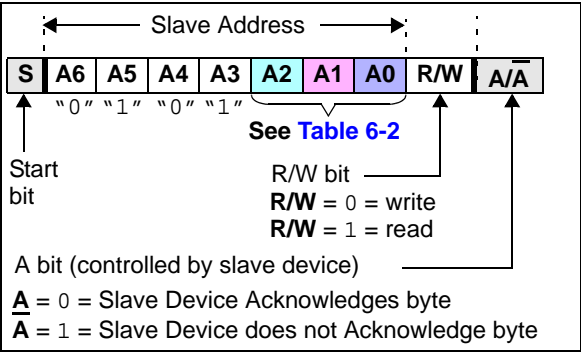 Slave Address
S A6 A5 A4 A3 A2 A1 A0 R/W A/A̅
“0” “1” “0” “1”
See Table 6-2
Start
bit
R/W bit
R/W = 0 = write
R/W = 1 = read
A bit (controlled by slave device)
A = 0 = Slave Device Acknowledges byte
A̅ = 1 = Slave Device does not Acknowledge byte